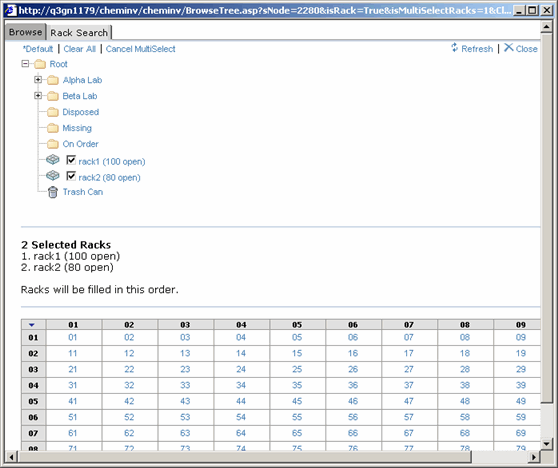 http://q3gn1179/cheminv/cheminv/BrowseTree.asp?sNode=2280&isRack=True&isMultiSelectRacks=1&Cl...
Browse Rack Search
*Default | Clear All | Cancel MultiSelect Refresh | Close
Root
Alpha Lab
Beta Lab
Disposed
Missing
On Order
rack1 (100 open)
rack2 (80 open)
Trash Can
2 Selected Racks
1. rack1 (100 open)
2. rack2 (80 open)
Racks will be filled in this order.
01 02 03 04 05 06 07 08 09
01 01 02 03 04 05 06 07 08 09
02 11 12 13 14 15 16 17 18 19
03 21 22 23 24 25 26 27 28 29
04 31 32 33 34 35 36 37 38 39
05 41 42 43 44 45 46 47 48 49
06 51 52 53 54 55 56 57 58 59
07 61 62 63 64 65 66 67 68 69
08 71 72 73 74 75 76 77 78 79